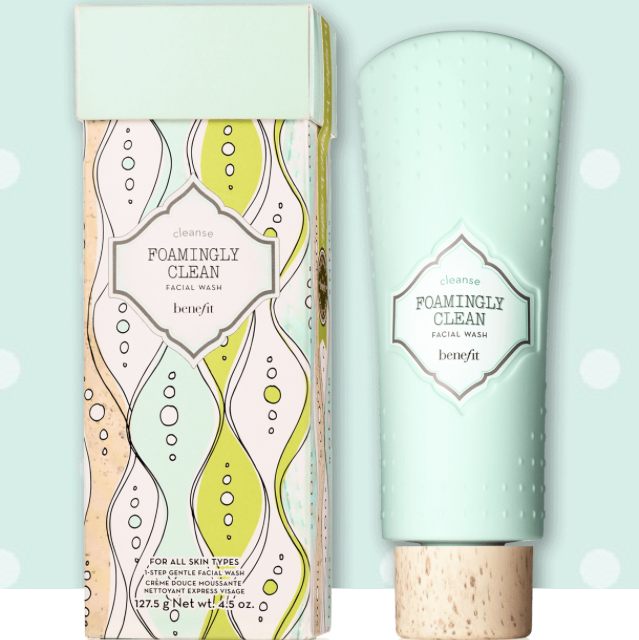 cleanse
FOAMINGLY
CLEAN
FACIAL WASH
benefit
FOR ALL SKIN TYPES
1-STEP GENTLE FACIAL WASH
CRÈME DOUCE MOUSSANTE
NETTOYANT EXPRESS VISAGE
127.5 g Net wt. 4.5 oz.
cleanse
FOAMINGLY
CLEAN
FACIAL WASH
benefit